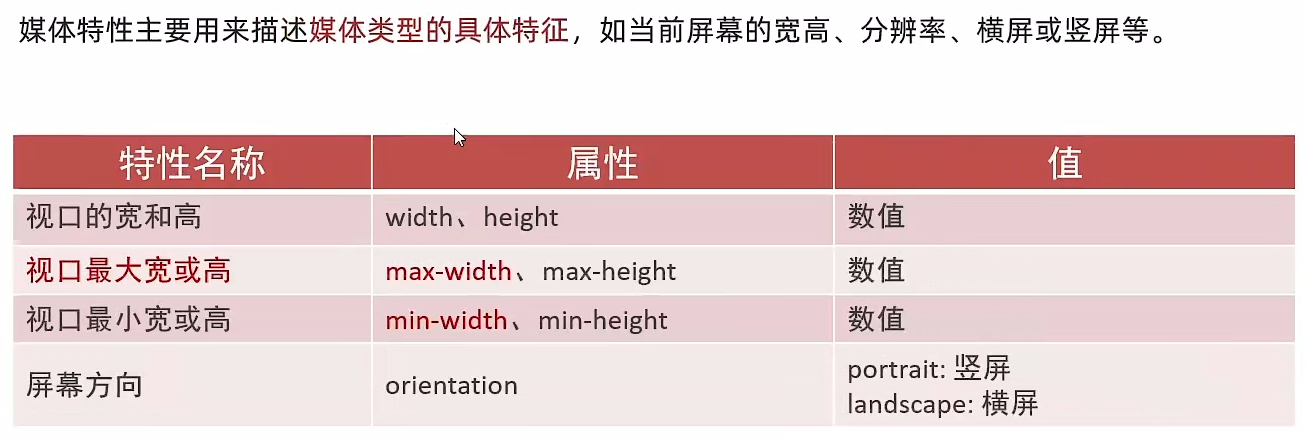 媒体特性主要用来描述媒体类型的具体特征，如当前屏幕的宽高、分辨率、横屏或竖屏等。
特性名称 属性 值
视口的宽和高 width、height 数值
视口最大宽或高 max-width、max-height 数值
视口最小宽或高 min-width、min-height 数值
屏幕方向 orientation portrait: 竖屏
landscape: 横屏